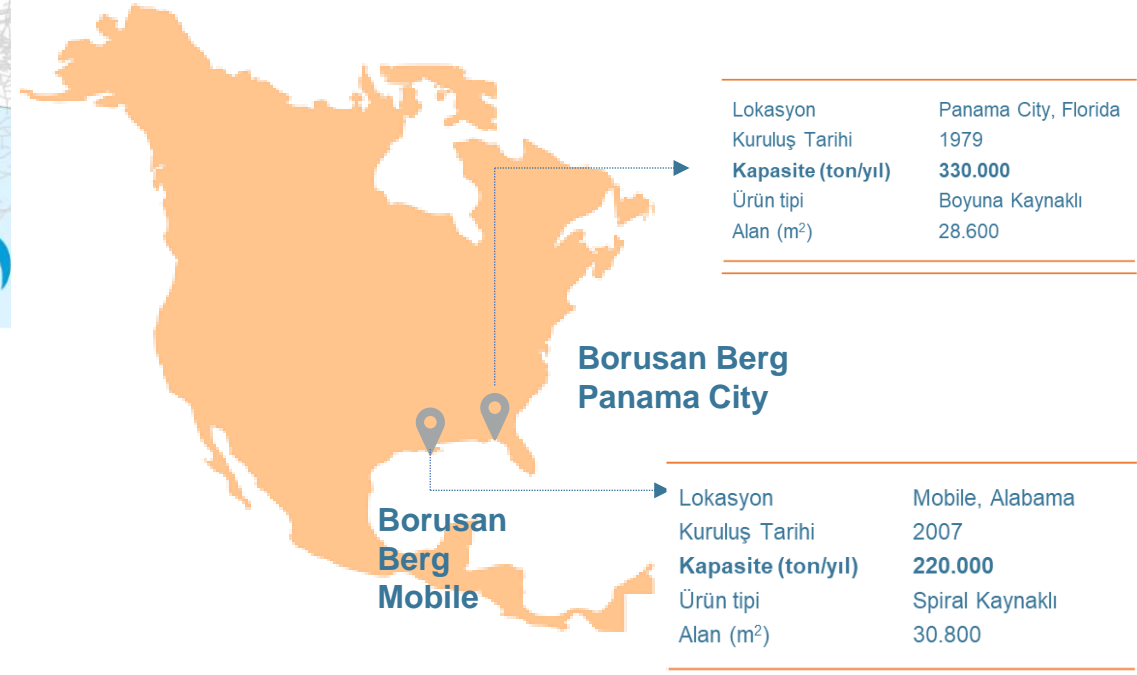 Lokasyon Panama City, Florida
Kuruluş Tarihi 1979
Kapasite (ton/yıl) 330.000
Ürün tipi Boyuna Kaynaklı
Alan (m²) 28.600
Borusan Berg
Panama City
Lokasyon Mobile, Alabama
Kuruluş Tarihi 2007
Kapasite (ton/yıl) 220.000
Ürün tipi Spiral Kaynaklı
Alan (m²) 30.800
Borusan
Berg
Mobile